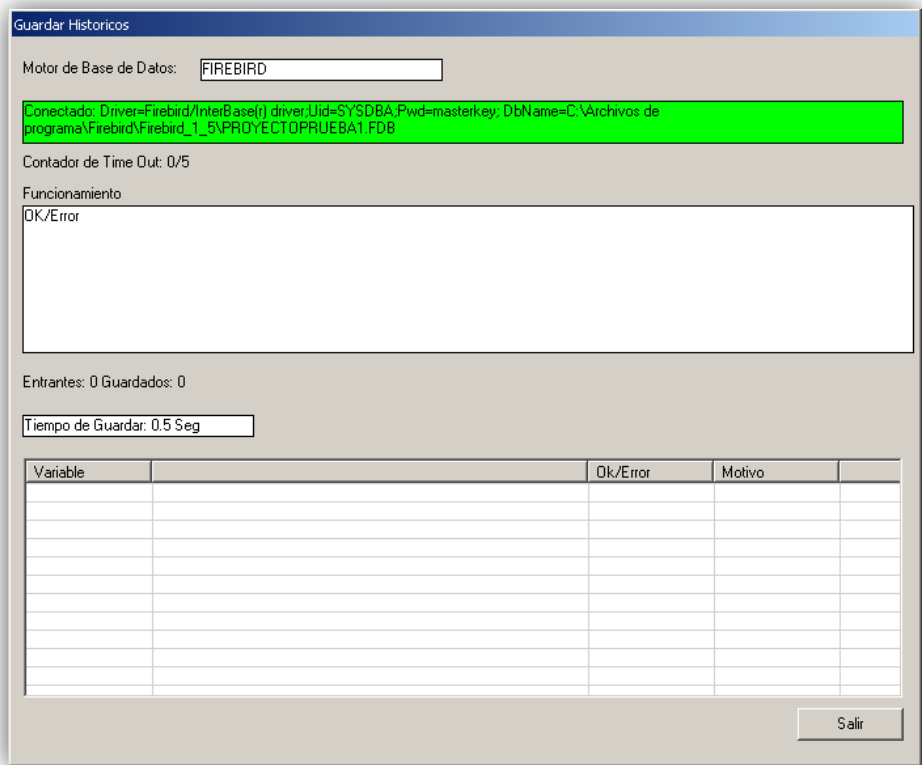 Guardar Historicos
Motor de Base de Datos: FIREBIRD
Conectado: Driver=Firebird/InterBase(r) driver;Uid=SYSDBA;Pwd=masterkey; DbName=C:\Archivos de
programa\Firebird\Firebird_1_5\PROYECTOPRUEBA1.FDB
Contador de Time Out: 0/5
Funcionamiento
OK/Error
Entrantes: 0 Guardados: 0
Tiempo de Guardar: 0.5 Seg
Variable Ok/Error Motivo
Salir